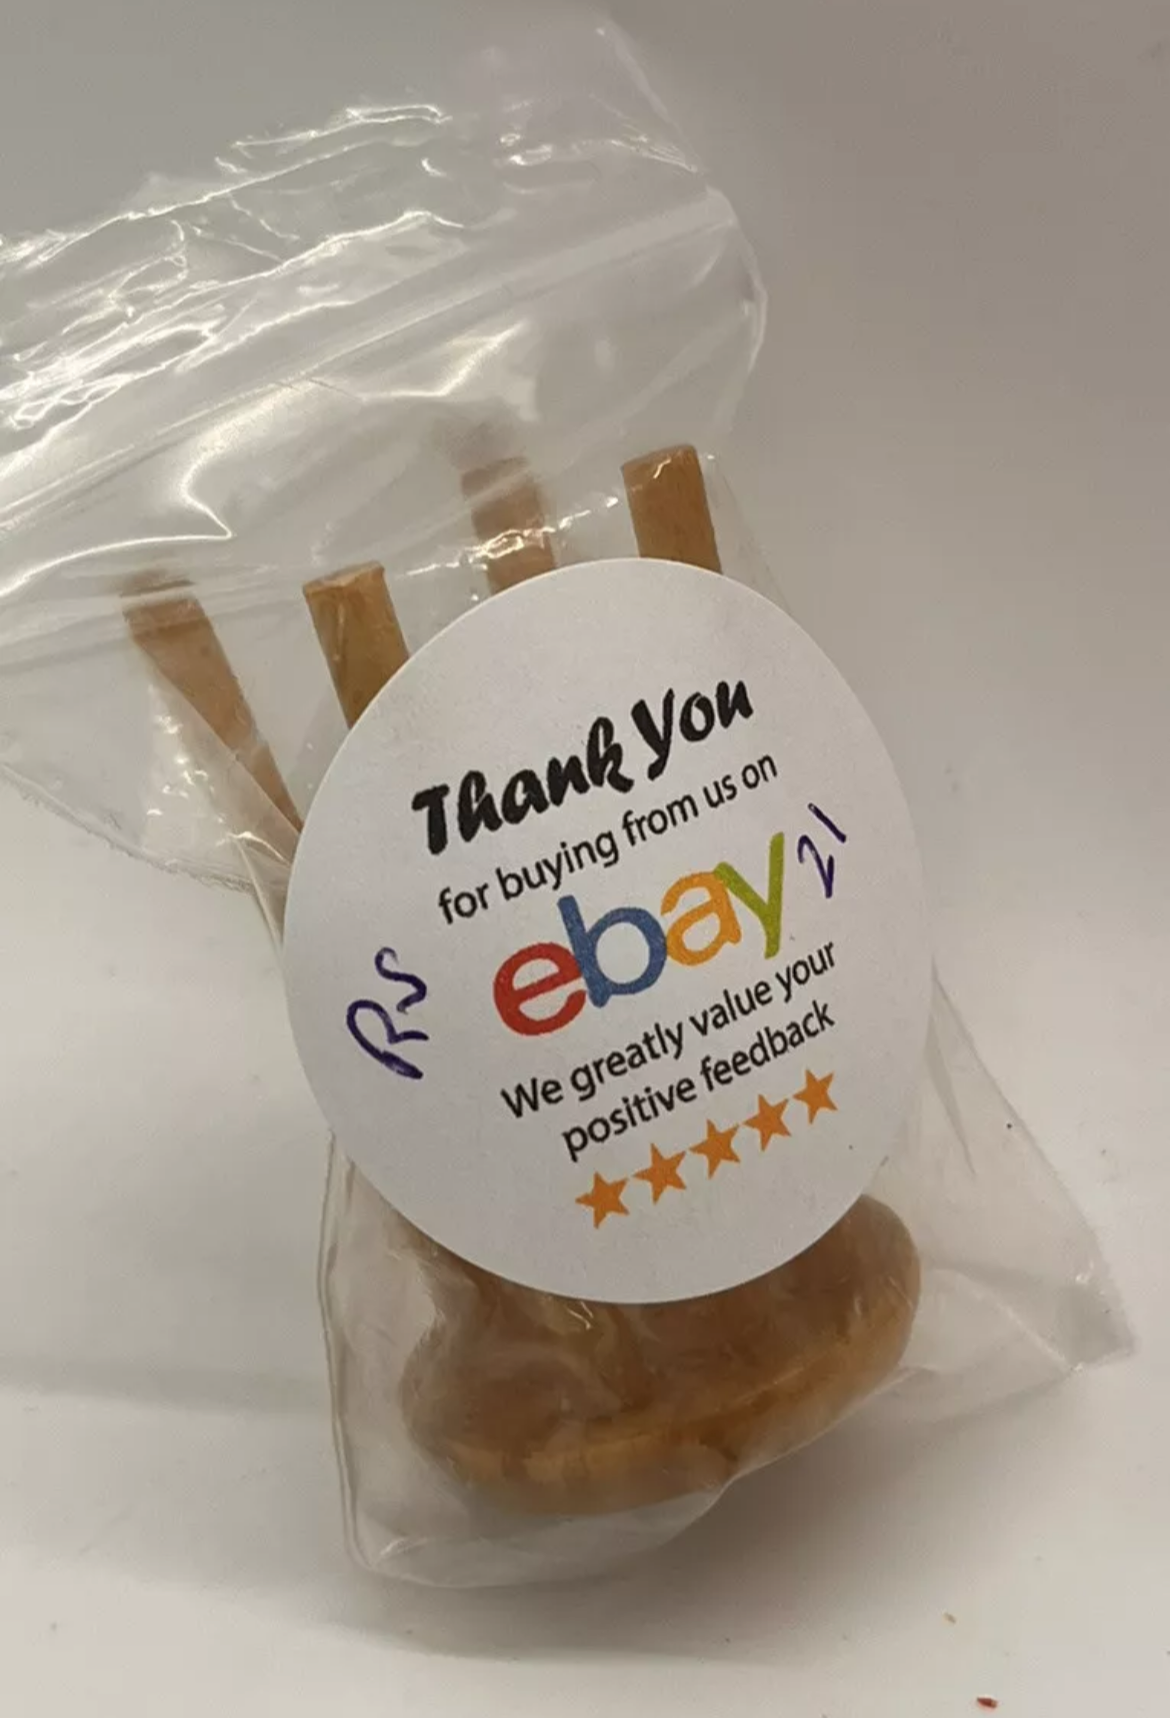 Thank You
for buying from us on
ebay
21
RS
We greatly value your
positive feedback